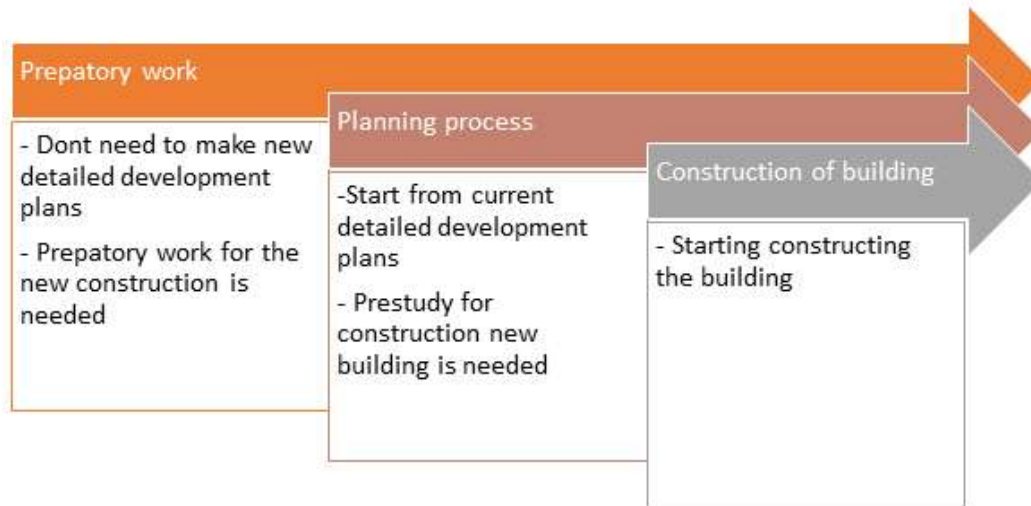 Prepatory work
- Dont need to make new
detailed development
plans
- Prepatory work for the
new construction is
needed
Planning process
-Start from current
detailed development
plans
- Prestudy for
construction new
building is needed
Construction of building
- Starting constructing
the building